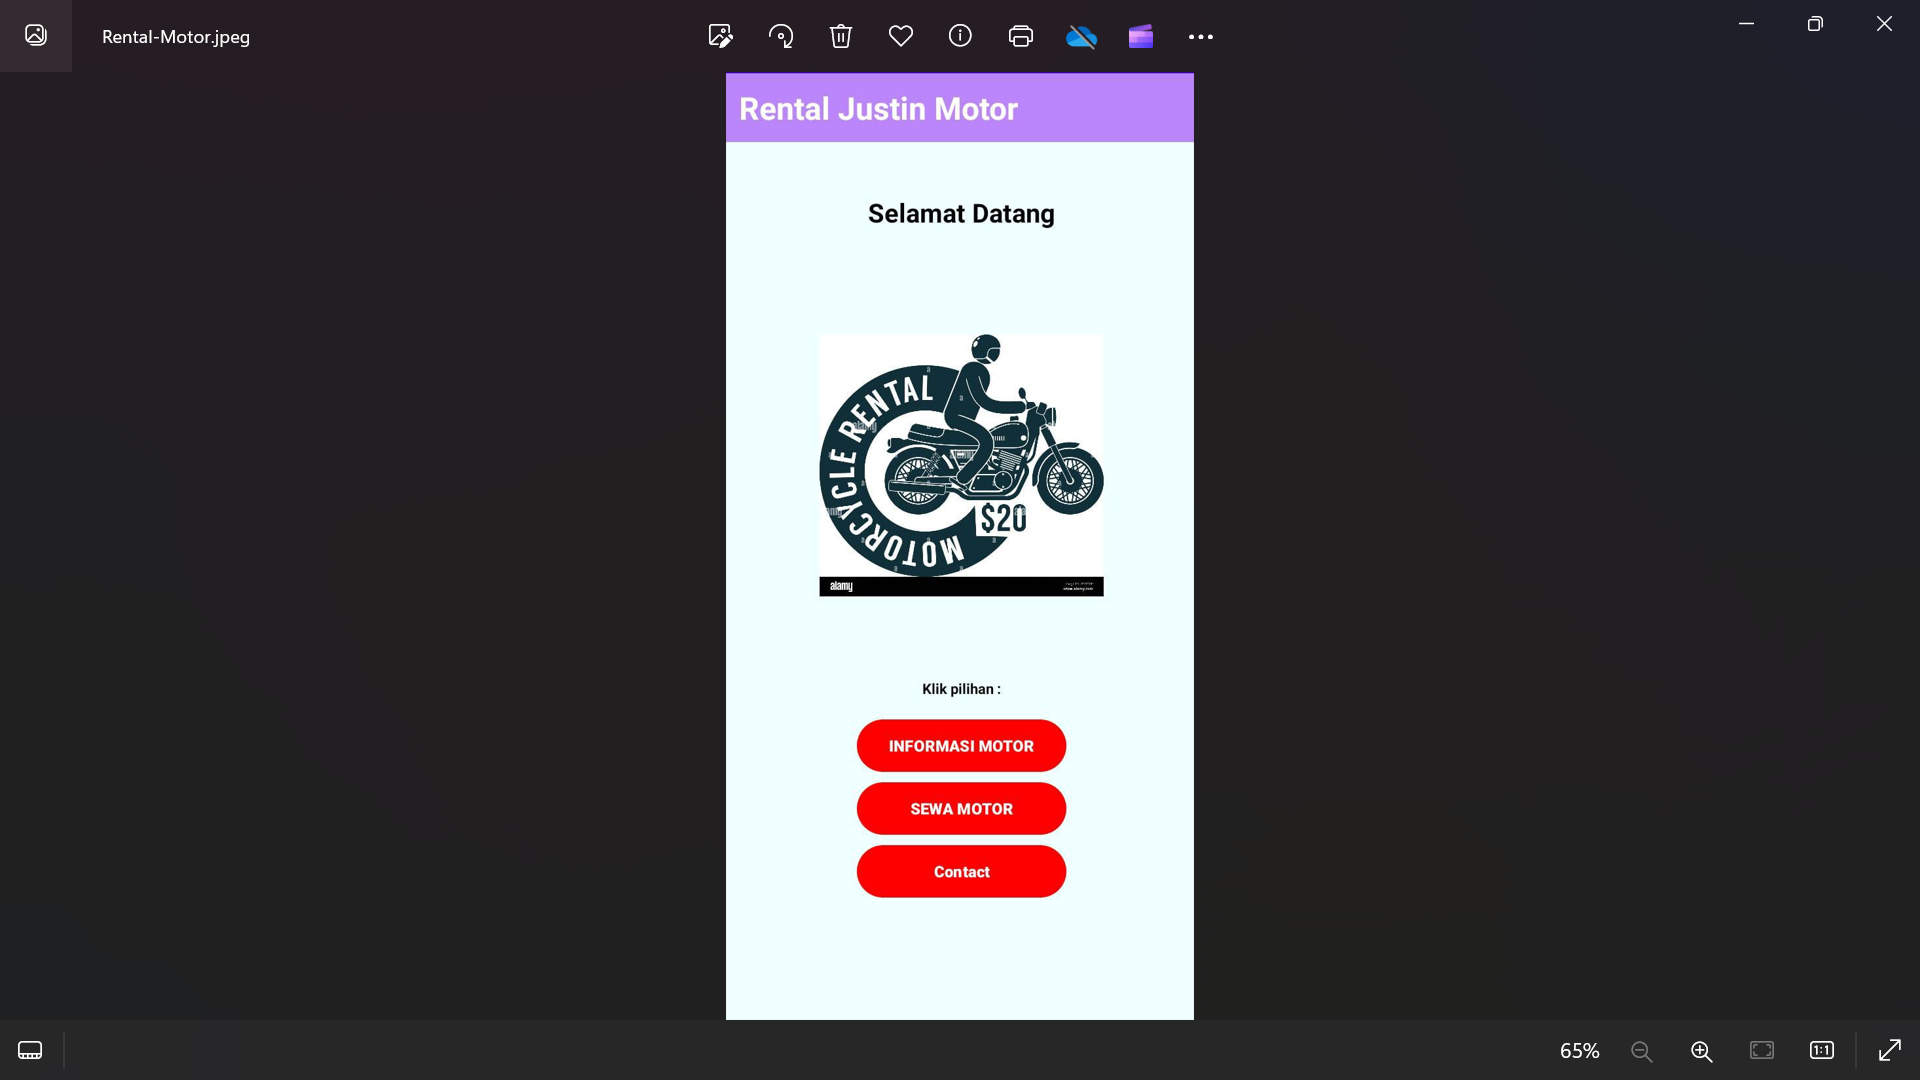 Rental-Motor.jpeg
Rental Justin Motor
Selamat Datang
MOTORCYCLE RENTAL
$20
alamy
Klik pilihan :
INFORMASI MOTOR
SEWA MOTOR
Contact
65%
1:1